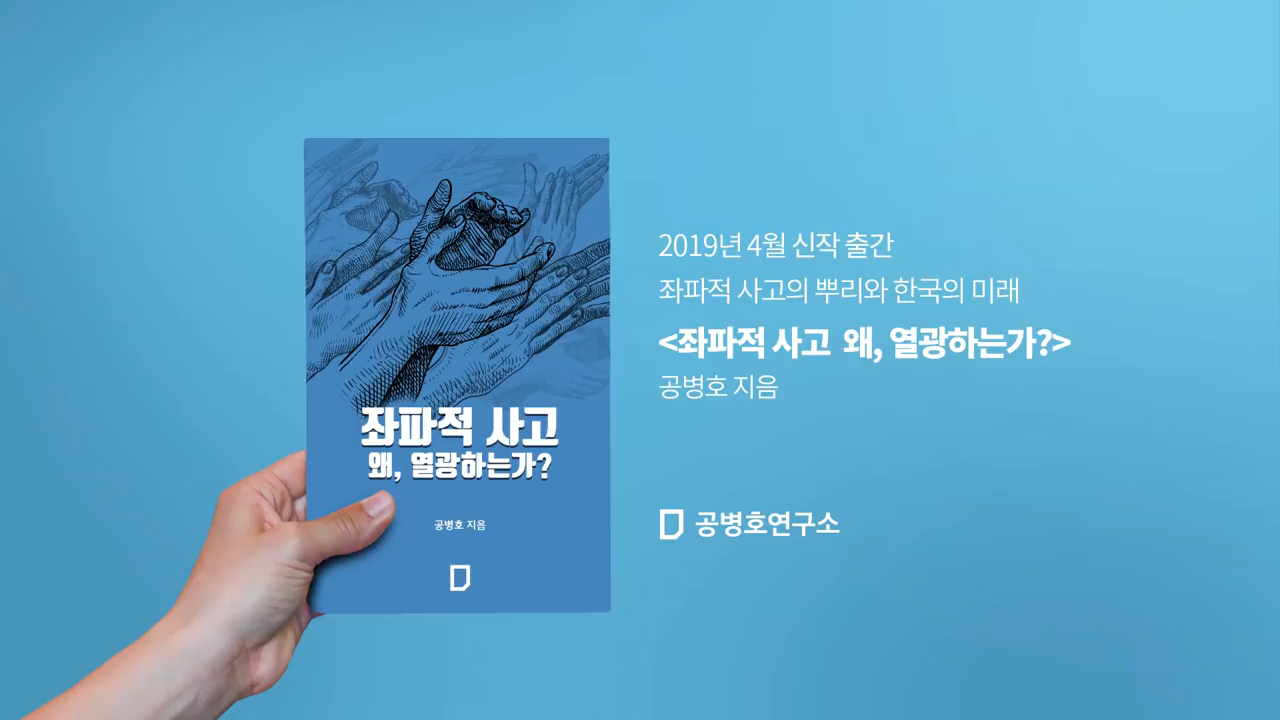 좌파적 사고
왜, 열광하는가?
공병호 지음
2019년 4월 신작 출간
좌파적 사고의 뿌리와 한국의 미래
<좌파적 사고 왜, 열광하는가?>
공병호 지음
공병호연구소